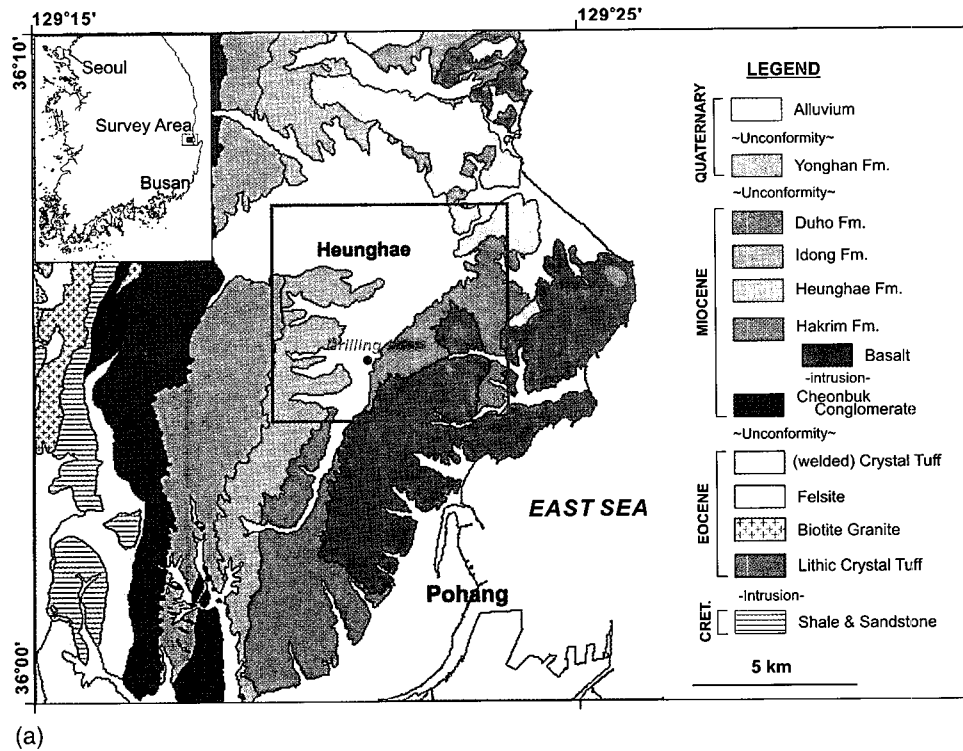 129°15'
129°25'
36°10'
Seoul
Survey Area
Busan
Heunghae
Drilling
EAST SEA
Pohang
36°00'
LEGEND
QUATERNARY
Alluvium
~Unconformity~
Yonghan Fm.
~Unconformity~
MIOCENE
Duho Fm.
Idong Fm.
Heunghae Fm.
Hakrim Fm.
Basalt
-intrusion-
Cheonbuk
Conglomerate
~Unconformity~
EOCENE
(welded) Crystal Tuff
Felsite
Biotite Granite
Lithic Crystal Tuff
-Intrusion-
CRET.
Shale & Sandstone
5 km
(a)